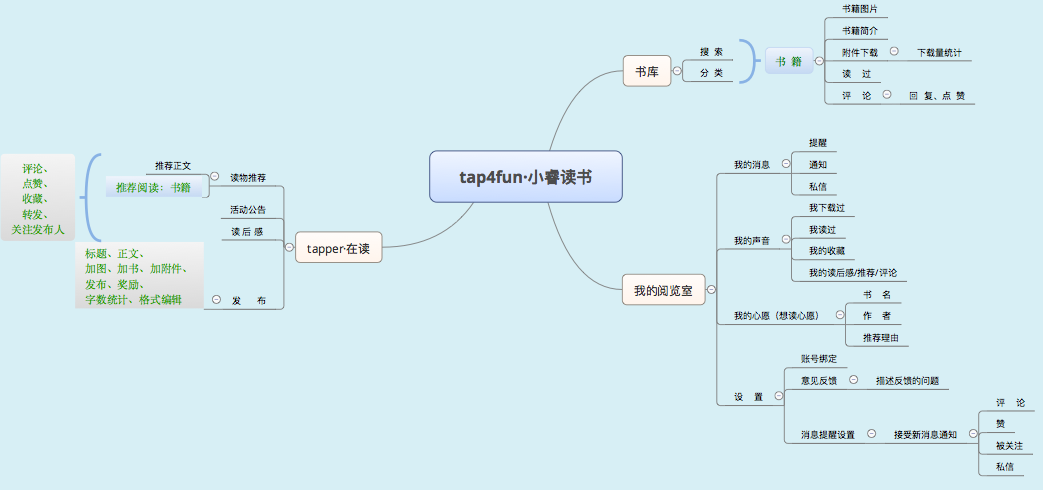 tap4fun·小睿读书
书库
搜 索
分 类
书 籍
书籍图片
书籍简介
附件下载
下载量统计
读 过
评 论
回 复、点 赞
我的阅览室
我的消息
提醒
通知
私信
我的声音
我下载过
我读过
我的收藏
我的读后感/推荐/评论
我的心愿（想读心愿）
书 名
作 者
推荐理由
设 置
账号绑定
意见反馈
描述反馈的问题
消息提醒设置
接受新消息通知
评 论
赞
被关注
私信
tapper·在读
读物推荐
推荐正文
推荐阅读：书籍
评论、
点赞、
收藏、
转发、
关注发布人
活动公告
读 后 感
发 布
标题、正文、
加图、加书、加附件、
发布、奖励、
字数统计、格式编辑